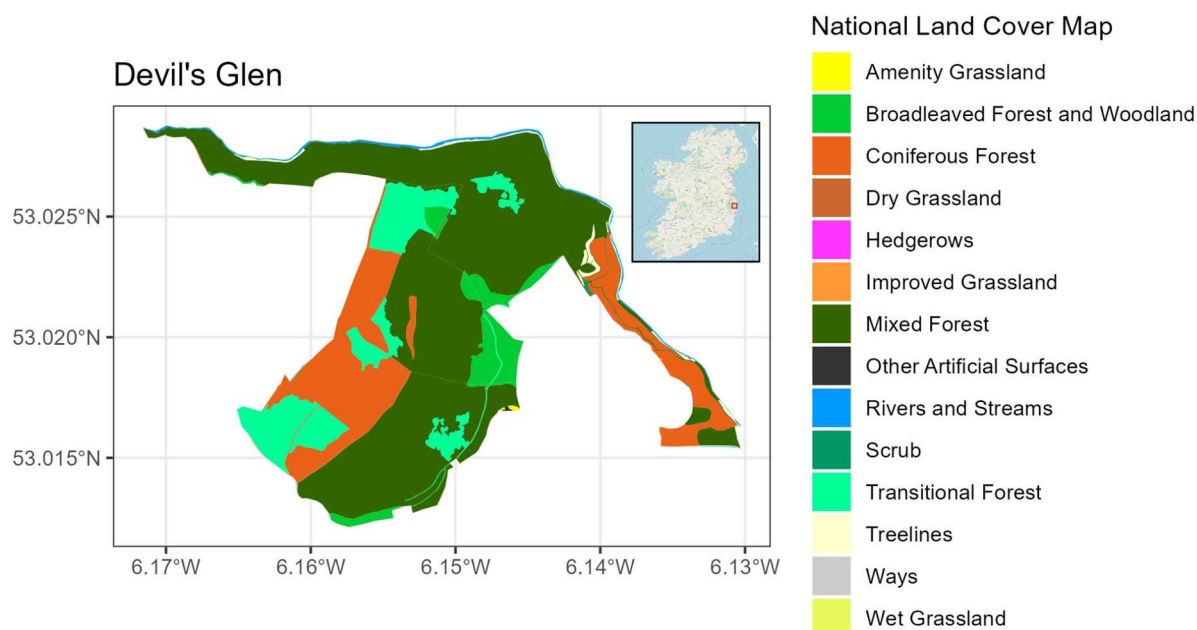 National Land Cover Map
Devil's Glen
Amenity Grassland
Broadleaved Forest and Woodland
Coniferous Forest
Dry Grassland
Hedgerows
Improved Grassland
Mixed Forest
Other Artificial Surfaces
Rivers and Streams
Scrub
Transitional Forest
Treelines
Ways
Wet Grassland
53.025°N
53.020°N
53.015°N
6.17°W
6.16°W
6.15°W
6.14°W
6.13°W